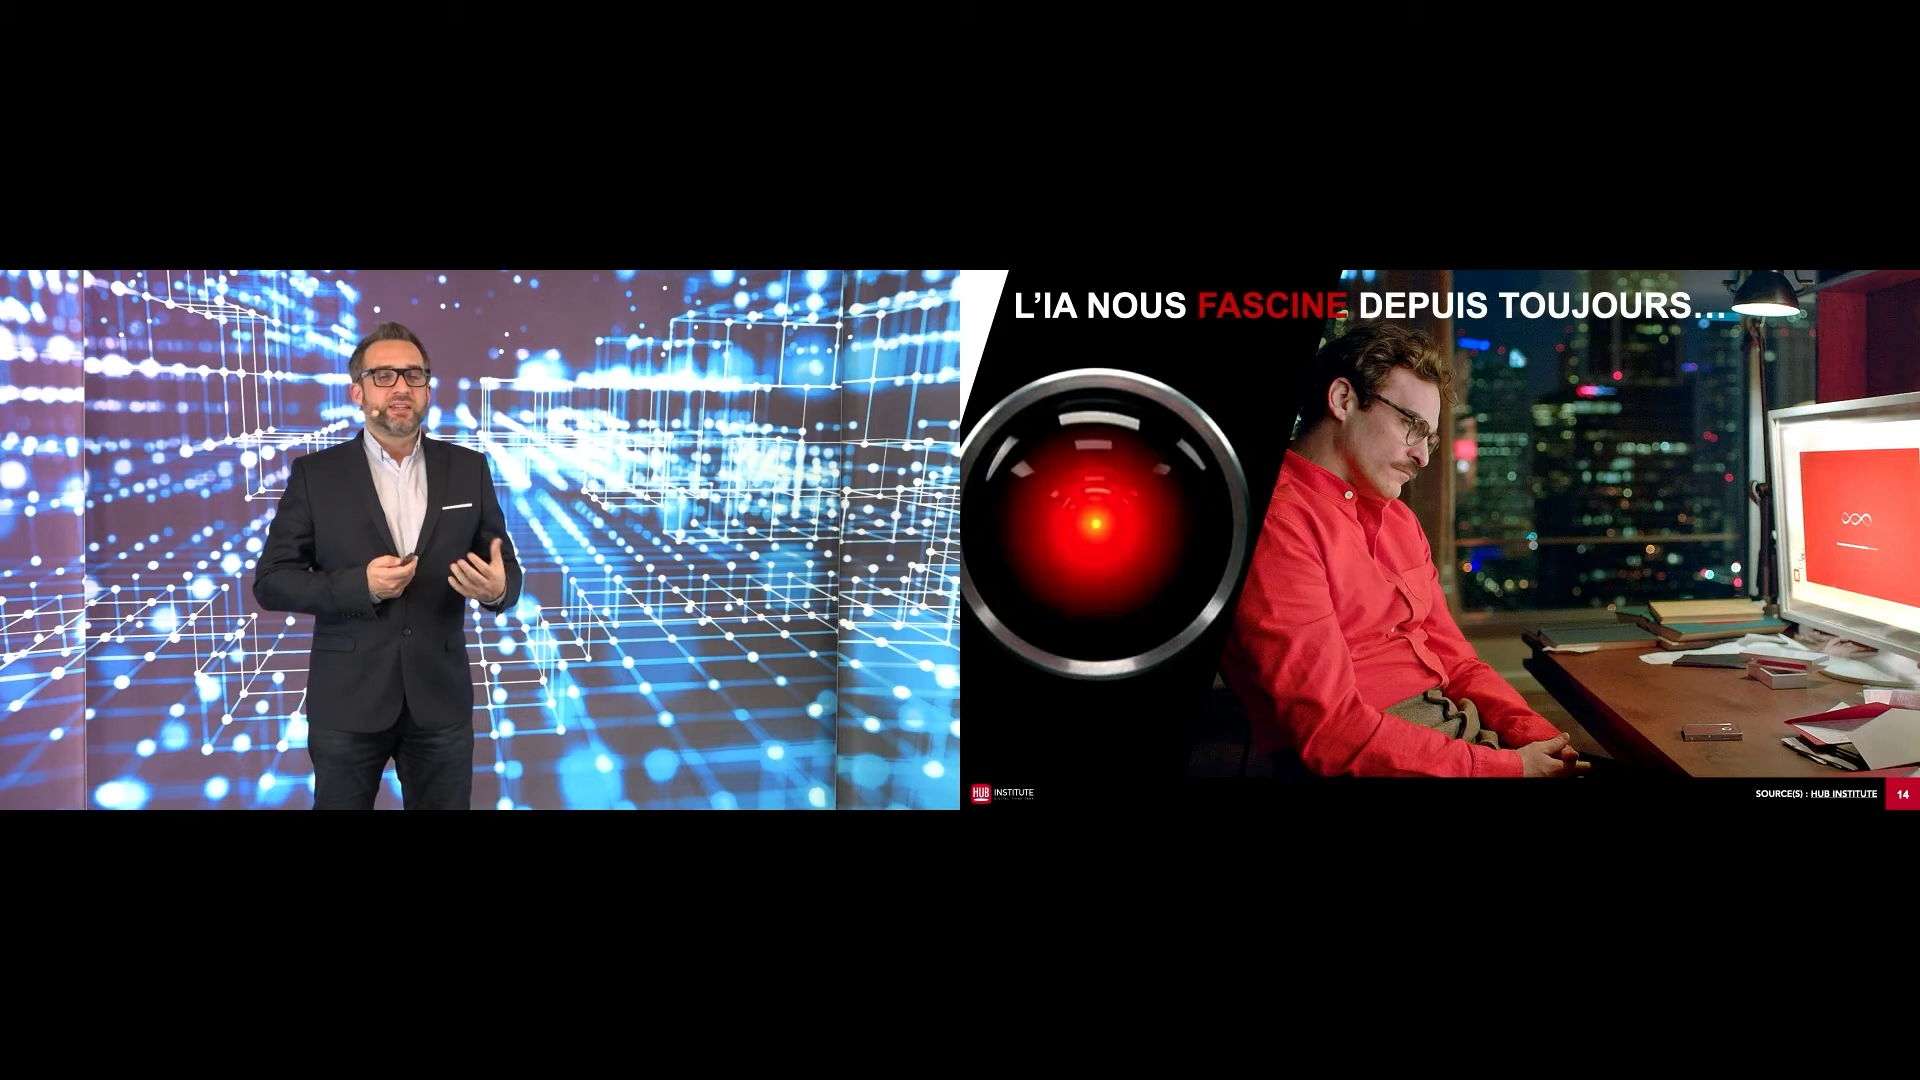 L'IA NOUS FASCINE DEPUIS TOUJOURS...
HUB INSTITUTE
SOURCE(S) : HUB INSTITUTE
14